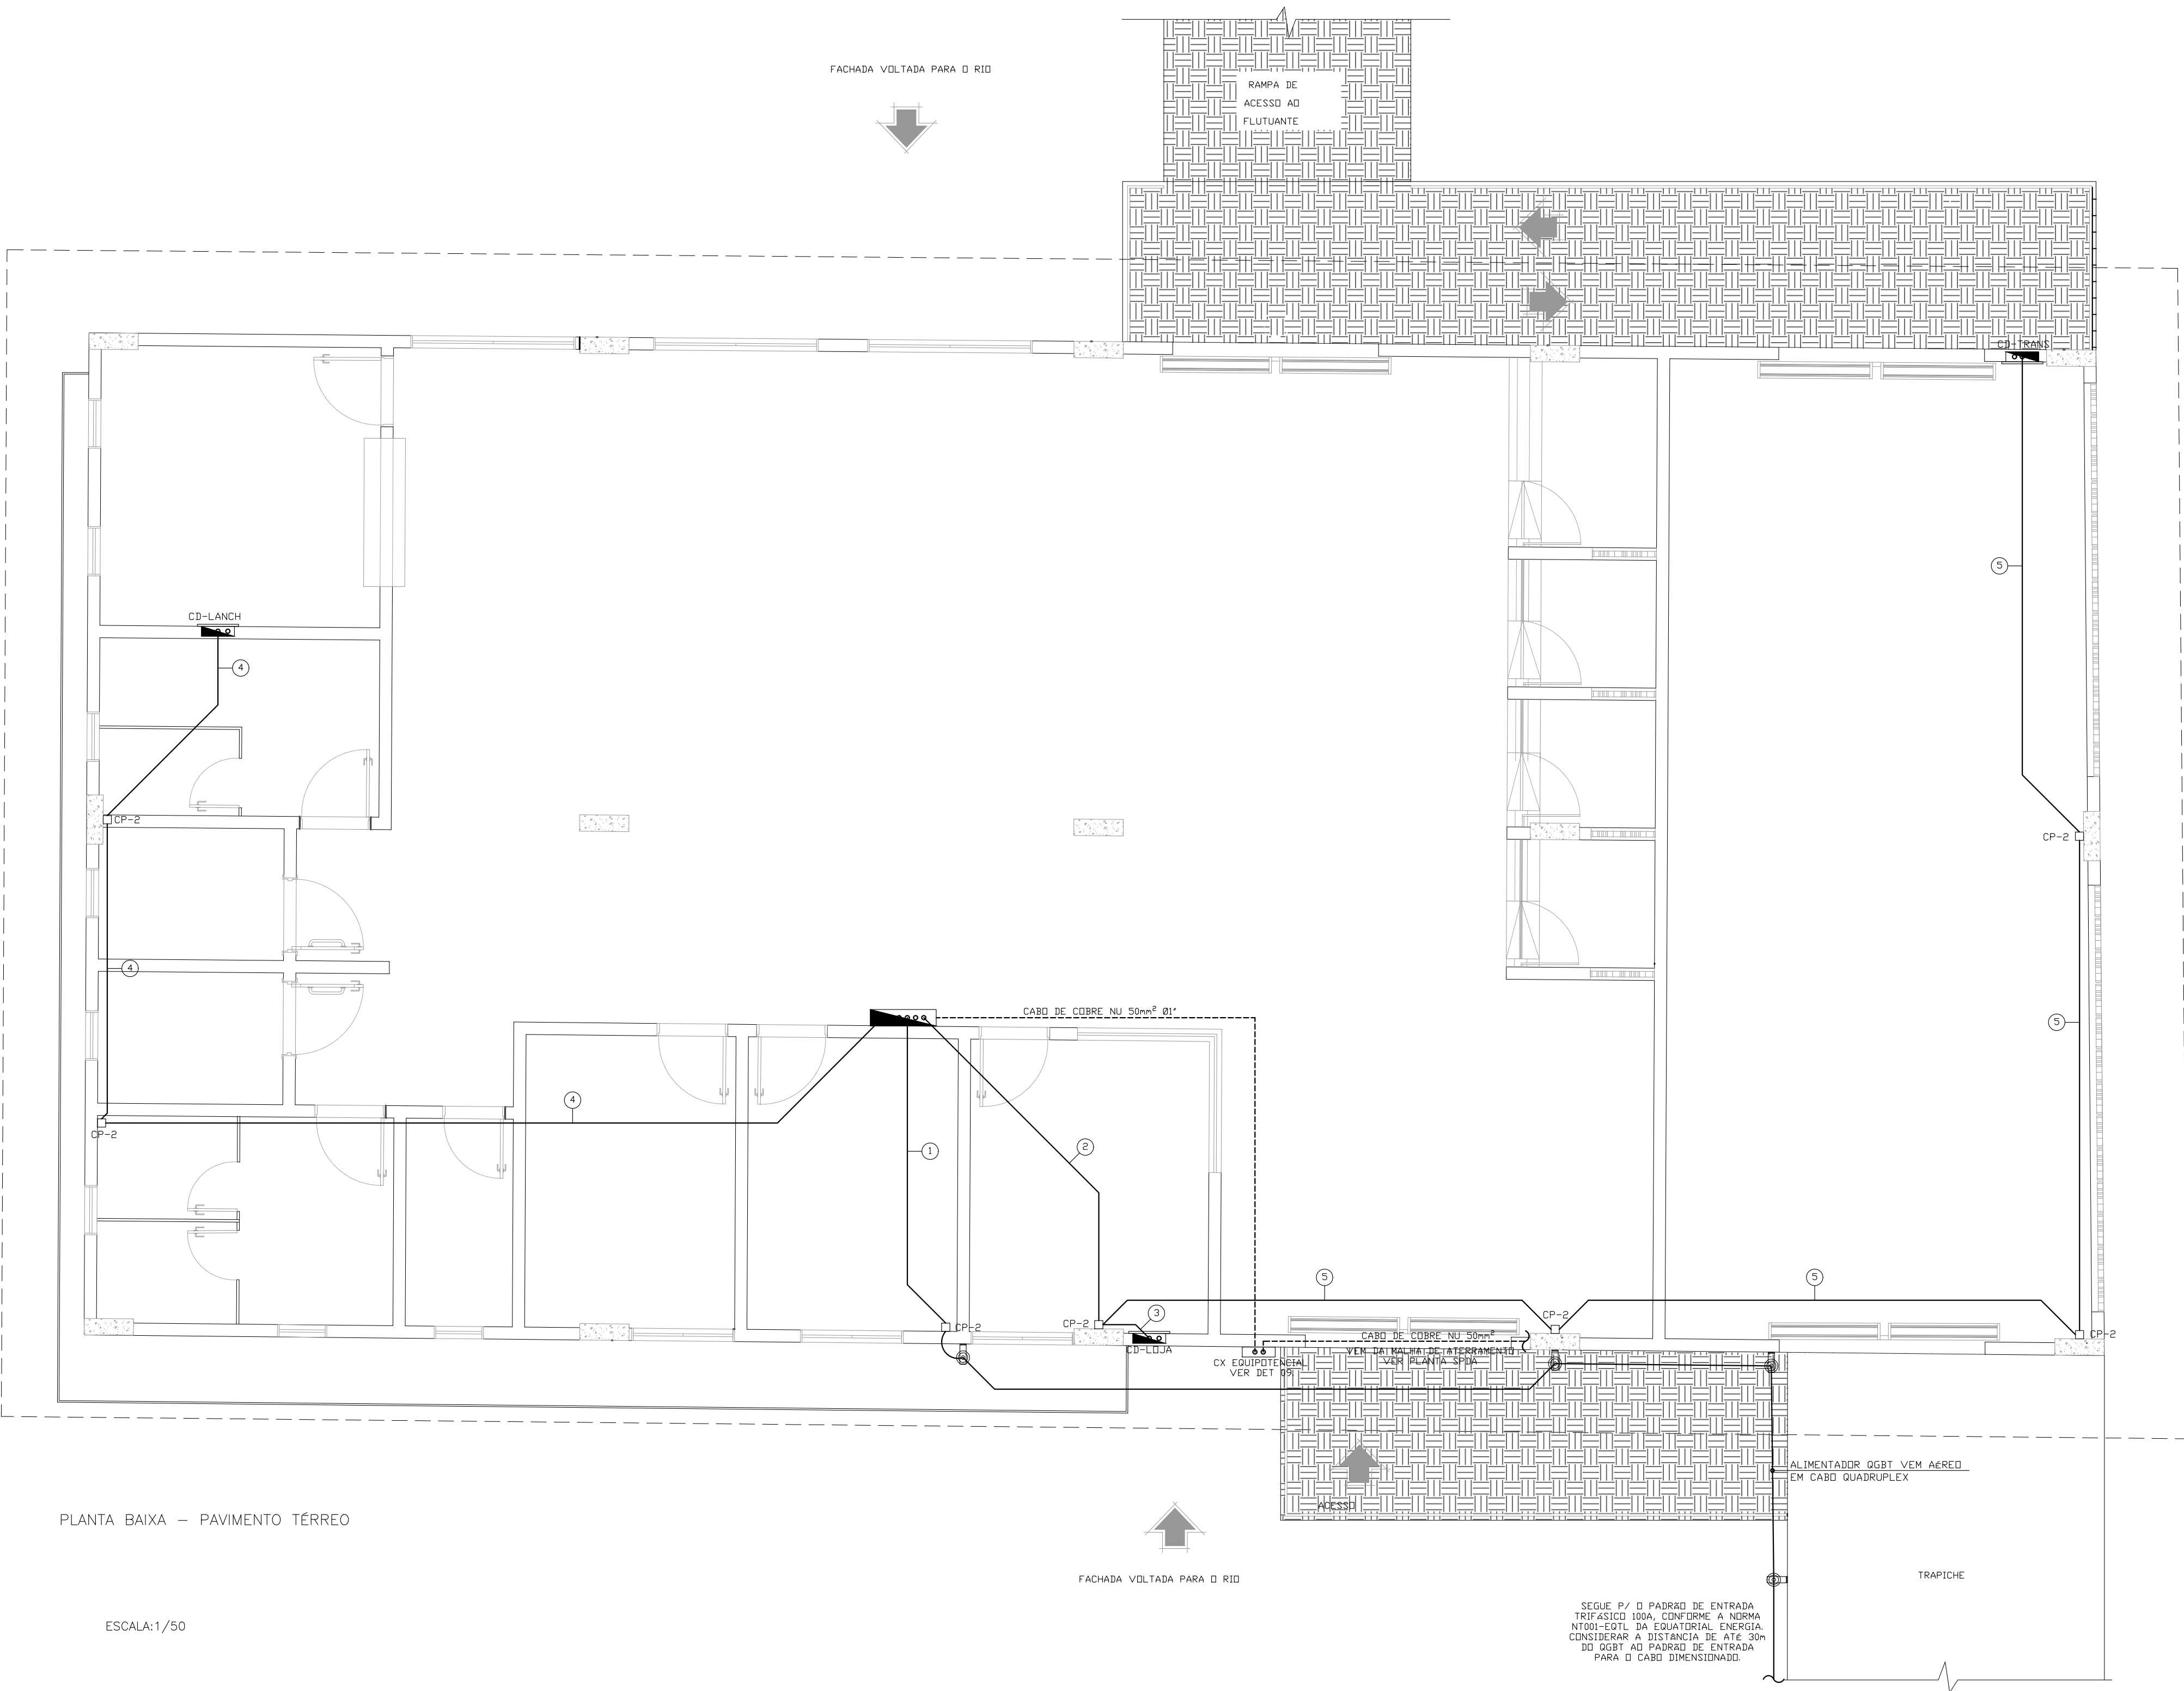 FACHADA VOLTADA PARA O RIO
RAMPA DE
ACESSO AO
FLUTUANTE
CD-TRANS
5
CD-LANCH
4
CP-2
CP-2
4
CABO DE COBRE NU 50mm² Ø1"
5
4
CP-2
1
2
5
5
3
CP-2
CP-2
CP-2
CP-2
CD-LOJA
CABO DE COBRE NU 50mm²
VEM DA MALHA DE ATERRAMENTO
VER PLANTA SPDA
CX EQUIPOTENCIAL
VER DET 09.
ALIMENTADOR QGBT VEM AÉREO
EM CABO QUADRUPLEX
ACESSO
PLANTA BAIXA - PAVIMENTO TÉRREO
FACHADA VOLTADA PARA O RIO
TRAPICHE
SEGUE P/ O PADRÃO DE ENTRADA
TRIFÁSICO 100A, CONFORME A NORMA
NT001-EQTL DA EQUATORIAL ENERGIA.
CONSIDERAR A DISTÂNCIA DE ATÉ 30m
DO QGBT AO PADRÃO DE ENTRADA
PARA O CABO DIMENSIONADO.
ESCALA:1/50